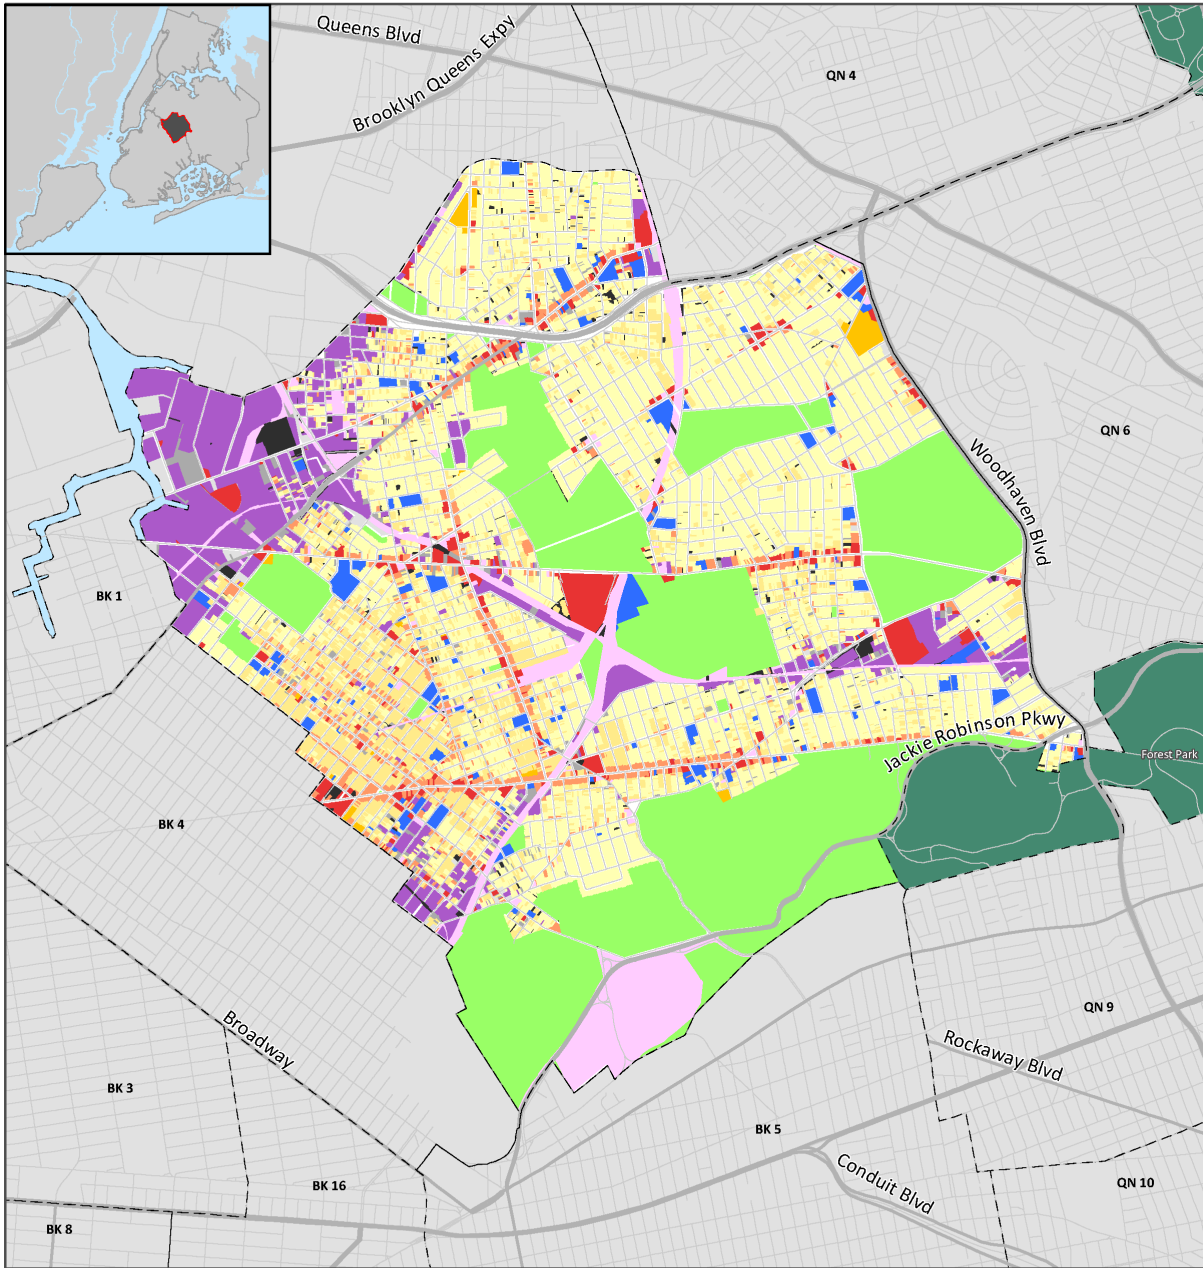 Queens Blvd
Brooklyn Queens Expy
QN 4
QN 6
Woodhaven Blvd
BK 1
Jackie Robinson Pkwy
Forest Park
BK 4
QN 9
Broadway
Rockaway Blvd
BK 3
BK 5
Conduit Blvd
BK 16
QN 10
BK 8